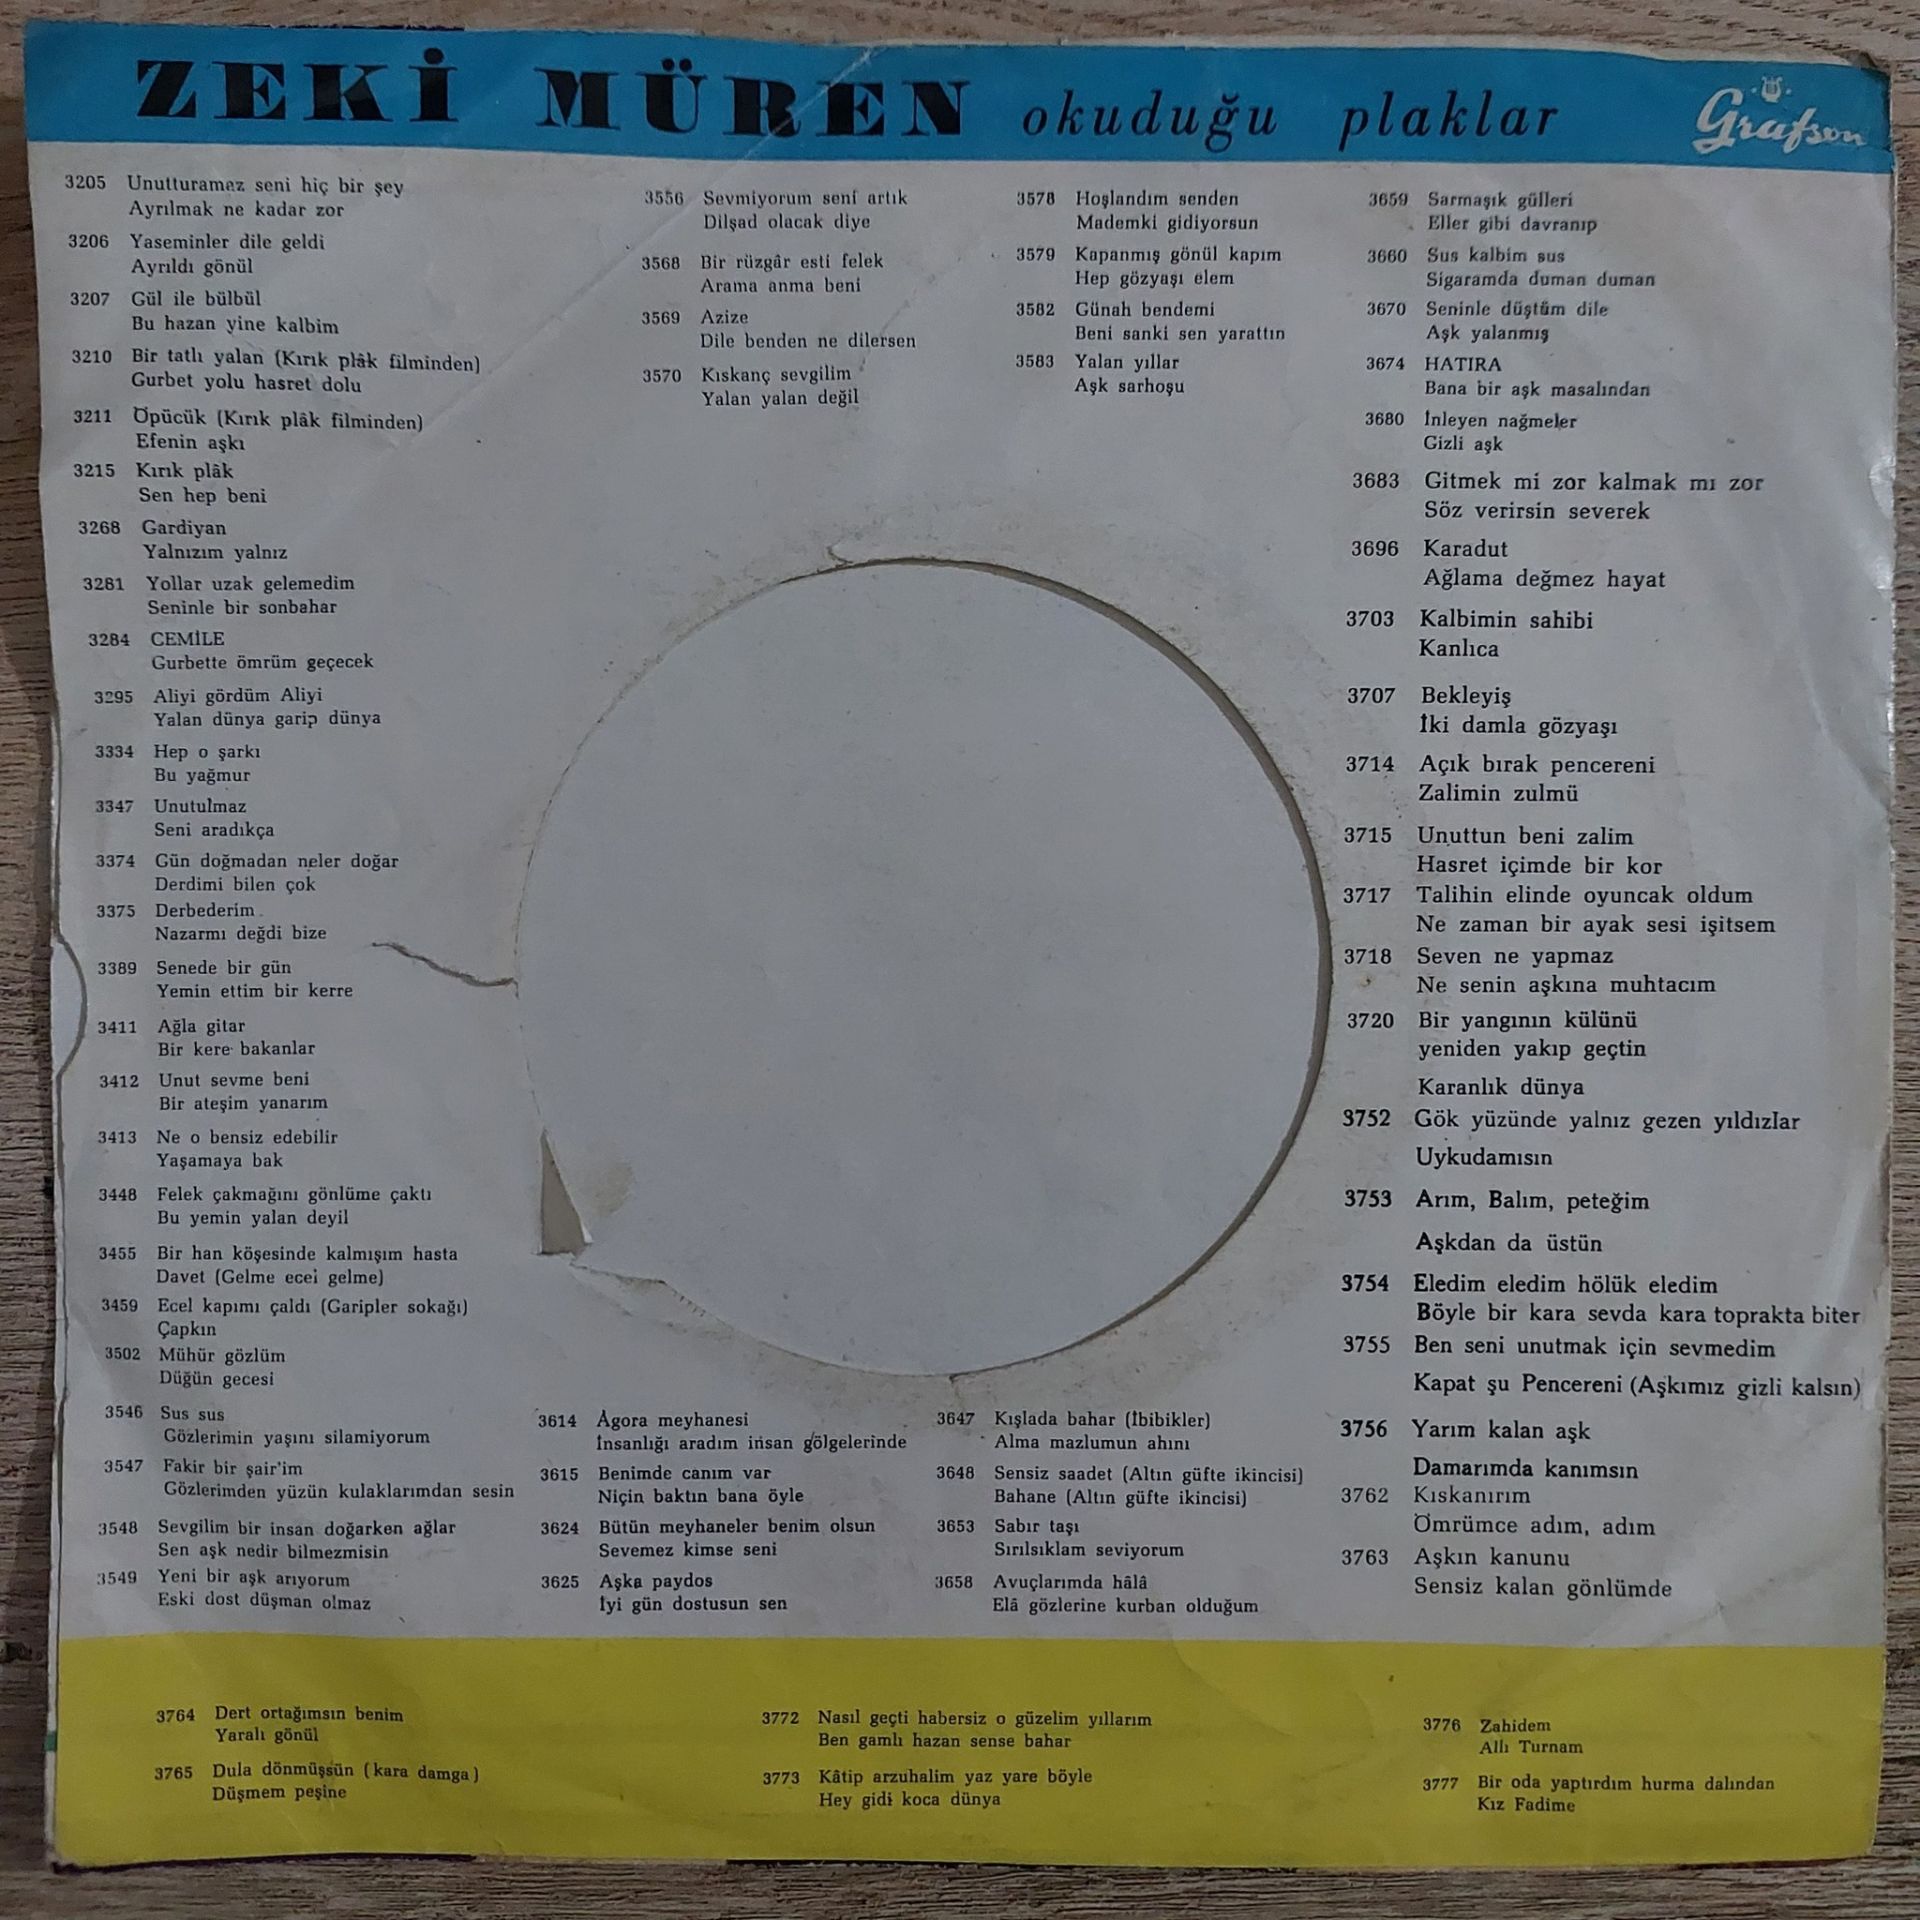 ZEKİ MÜREN okuduğu plaklar
Grafson
3205 Unutturamaz seni hiç bir şey
Ayrılmak ne kadar zor
3206 Yaseminler dile geldi
Ayrıldı gönül
3207 Gül ile bülbül
Bu hazan yine kalbim
3210 Bir tatlı yalan (Kırık plâk filminden)
Gurbet yolu hasret dolu
3211 Öpücük (Kırık plâk filminden)
Efenin aşkı
3215 Kırık plâk
Sen hep beni
3268 Gardiyan
Yalnızım yalnız
3281 Yollar uzak gelemedim
Seninle bir sonbahar
3284 CEMİLE
Gurbette ömrüm geçecek
3295 Aliyi gördüm Aliyi
Yalan dünya garip dünya
3334 Hep o şarkı
Bu yağmur
3347 Unutulmaz
Seni aradıkça
3374 Gün doğmadan neler doğar
Derdimi bilen çok
3375 Derbederim
Nazarmı değdi bize
3389 Senede bir gün
Yemin ettim bir kerre
3411 Ağla gitar
Bir kere bakanlar
3412 Unut sevme beni
Bir ateşim yanarım
3413 Ne o bensiz edebilir
Yaşamaya bak
3448 Felek çakmağını gönlüme çaktı
Bu yemin yalan deyil
3455 Bir han köşesinde kalmışım hasta
Davet (Gelme ecel gelme)
3459 Ecel kapımı çaldı (Garipler sokağı)
Çapkın
3502 Mühür gözlüm
Düğün gecesi
3546 Sus sus
Gözlerimin yaşını silamiyorum
3547 Fakir bir şair'im
Gözlerimden yüzün kulaklarımdan sesin
3548 Sevgilim bir insan doğarken ağlar
Sen aşk nedir bilmezmisin
3549 Yeni bir aşk arıyorum
Eski dost düşman olmaz
3556 Sevmiyorum seni artık
Dilşad olacak diye
3568 Bir rüzgâr esti felek
Arama anma beni
3569 Azize
Dile benden ne dilersen
3570 Kıskanç sevgilim
Yalan yalan değil
3578 Hoşlandım senden
Mademki gidiyorsun
3579 Kapanmış gönül kapım
Hep gözyaşı elem
3582 Günah bendemi
Beni sanki sen yarattın
3583 Yalan yıllar
Aşk sarhoşu
3614 Agora meyhanesi
İnsanlığı aradım insan gölgelerinde
3615 Benimde canım var
Niçin baktın bana öyle
3624 Bütün meyhaneler benim olsun
Sevemez kimse seni
3625 Aşka paydos
İyi gün dostusun sen
3647 Kışlada bahar (İbibikler)
Alma mazlumun ahını
3648 Sensiz saadet (Altın güfte ikincisi)
Bahane (Altın güfte ikincisi)
3653 Sabır taşı
Sırılsıklam seviyorum
3658 Avuçlarımda hâlâ
Elâ gözlerine kurban olduğum
3659 Sarmaşık gülleri
Eller gibi davranıp
3660 Sus kalbim sus
Sigaramda duman duman
3670 Seninle düştüm dile
Aşk yalanmış
3674 HATIRA
Bana bir aşk masalından
3680 İnleyen nağmeler
Gizli aşk
3683 Gitmek mi zor kalmak mı zor
Söz verirsin severek
3696 Karadut
Ağlama değmez hayat
3703 Kalbimin sahibi
Kanlıca
3707 Bekleyiş
İki damla gözyaşı
3714 Açık bırak pencereni
Zalimin zulmü
3715 Unuttun beni zalim
Hasret içimde bir kor
3717 Talihin elinde oyuncak oldum
Ne zaman bir ayak sesi işitsem
3718 Seven ne yapmaz
Ne senin aşkına muhtacım
3720 Bir yangının külünü
yeniden yakıp geçtin
Karanlık dünya
3752 Gök yüzünde yalnız gezen yıldızlar
Uykudamısın
3753 Arım, Balım, peteğim
Aşkdan da üstün
3754 Eledim eledim hölük eledim
Böyle bir kara sevda kara toprakta biter
3755 Ben seni unutmak için sevmedim
Kapat şu Pencereni (Aşkımız gizli kalsın)
3756 Yarım kalan aşk
Damarımda kanımsın
3762 Kıskanırım
Ömrümce adım, adım
3763 Aşkın kanunu
Sensiz kalan gönlümde
3764 Dert ortağımsın benim
Yaralı gönül
3765 Dula dönmüşsün (kara damga)
Düşmem peşine
3772 Nasıl geçti habersiz o güzelim yıllarım
Ben gamlı hazan sense bahar
3773 Kâtip arzuhalim yaz yare böyle
Hey gidi koca dünya
3776 Zahidem
Allı Turnam
3777 Bir oda yaptırdım hurma dalından
Kız Fadime